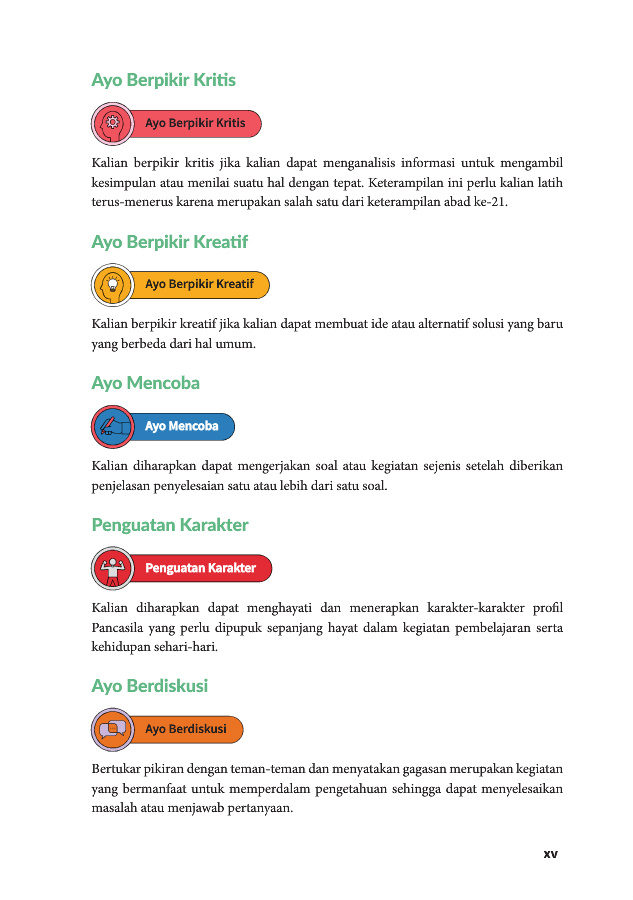 Ayo Berpikir Kritis
Ayo Berpikir Kritis
Kalian berpikir kritis jika kalian dapat menganalisis informasi untuk mengambil
kesimpulan atau menilai suatu hal dengan tepat. Keterampilan ini perlu kalian latih
terus-menerus karena merupakan salah satu dari keterampilan abad ke-21.
Ayo Berpikir Kreatif
Ayo Berpikir Kreatif
Kalian berpikir kreatif jika kalian dapat membuat ide atau alternatif solusi yang baru
yang berbeda dari hal umum.
Ayo Mencoba
Ayo Mencoba
Kalian diharapkan dapat mengerjakan soal atau kegiatan sejenis setelah diberikan
penjelasan penyelesaian satu atau lebih dari satu soal.
Penguatan Karakter
Penguatan Karakter
Kalian diharapkan dapat menghayati dan menerapkan karakter-karakter profil
Pancasila yang perlu dipupuk sepanjang hayat dalam kegiatan pembelajaran serta
kehidupan sehari-hari.
Ayo Berdiskusi
Ayo Berdiskusi
Bertukar pikiran dengan teman-teman dan menyatakan gagasan merupakan kegiatan
yang bermanfaat untuk memperdalam pengetahuan sehingga dapat menyelesaikan
masalah atau menjawab pertanyaan.
xv